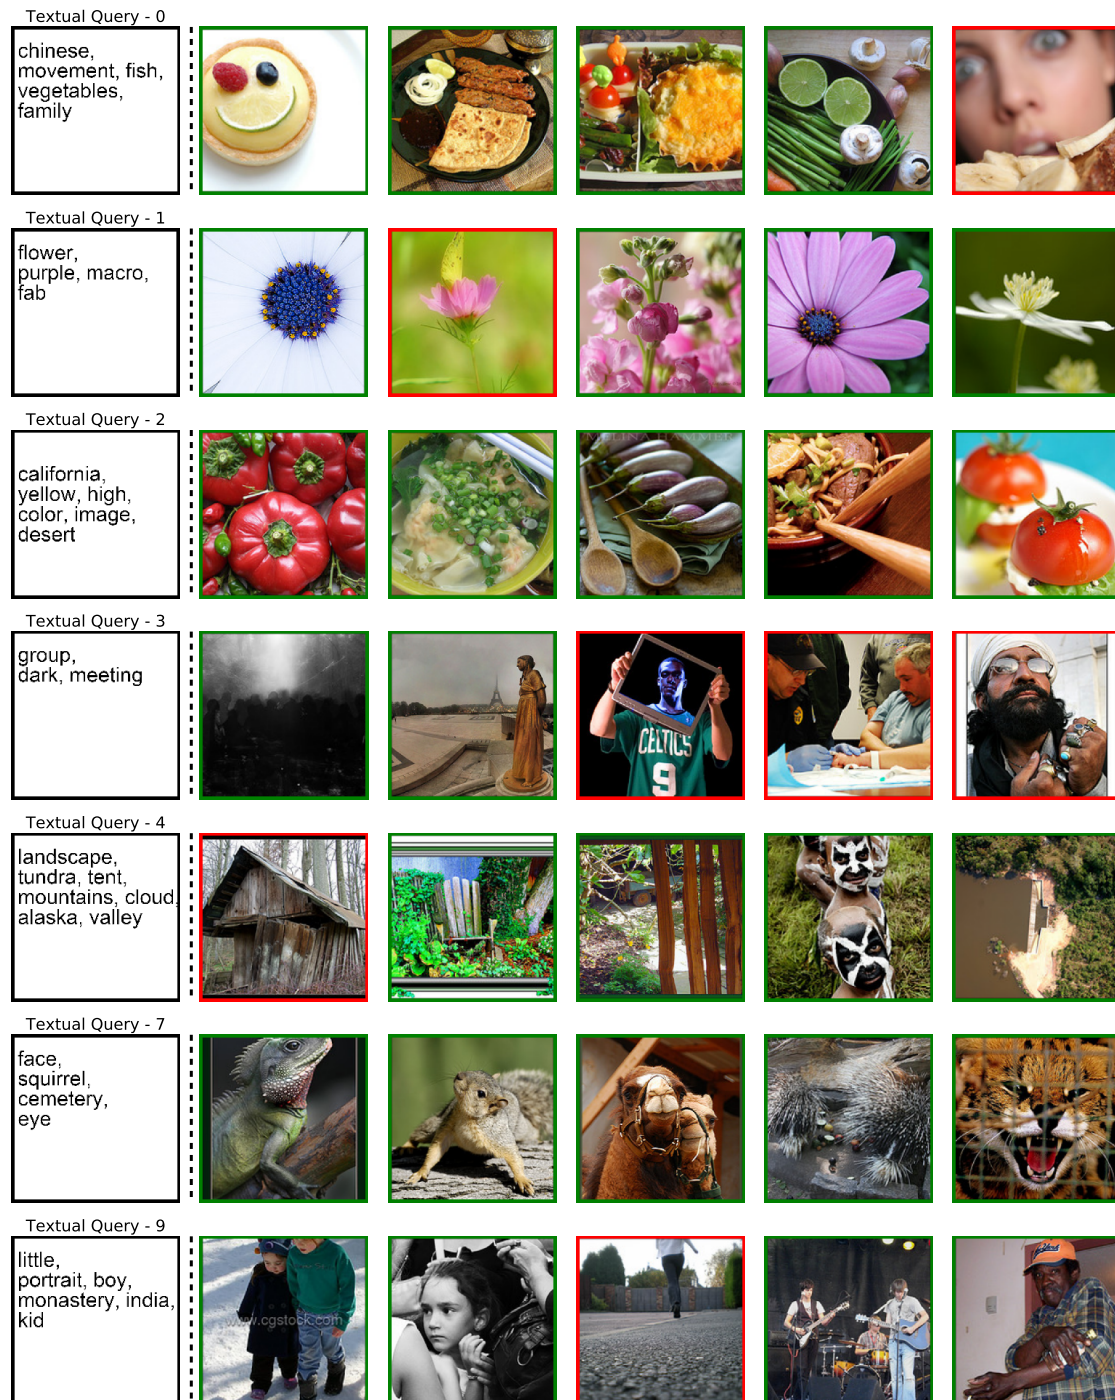 Textual Query - 0
chinese,
movement, fish,
vegetables,
family
Textual Query - 1
flower,
purple, macro,
fab
Textual Query - 2
california,
yellow, high,
color, image,
desert
MELINA HAMMER
Textual Query - 3
group,
dark, meeting
CELTICS
9
Textual Query - 4
landscape,
tundra, tent,
mountains, cloud,
alaska, valley
Textual Query - 7
face,
squirrel,
cemetery,
eye
Textual Query - 9
little,
portrait, boy,
monastery, india,
kid
www.cgstock.com